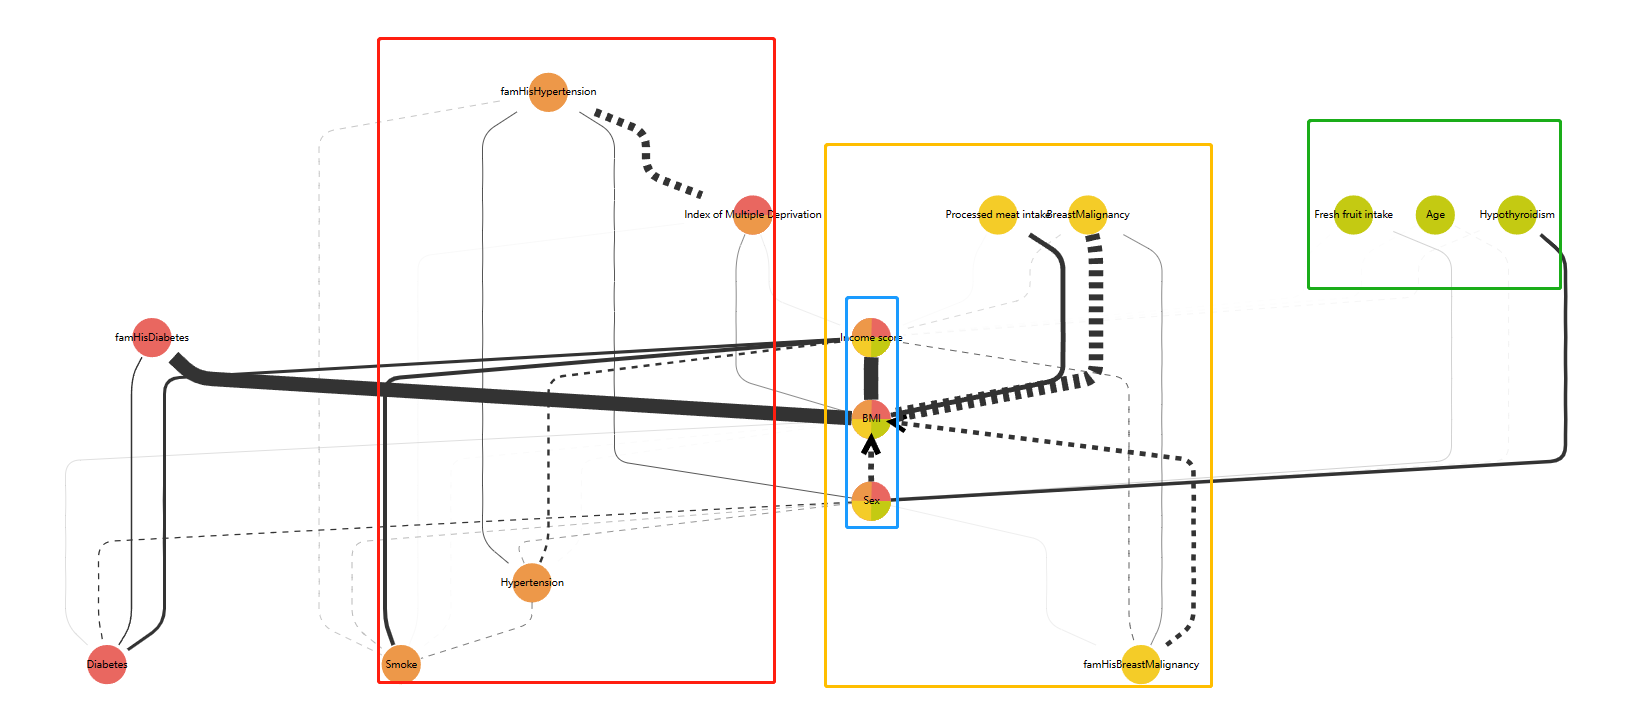 famHisHypertension
Index of Multiple Deprivation
Processed meat intake
BreastMalignancy
Fresh fruit intake
Age
Hypothyroidism
famHisDiabetes
Income score
BMI
Sex
Hypertension
Diabetes
Smoke
famHisBreastMalignancy